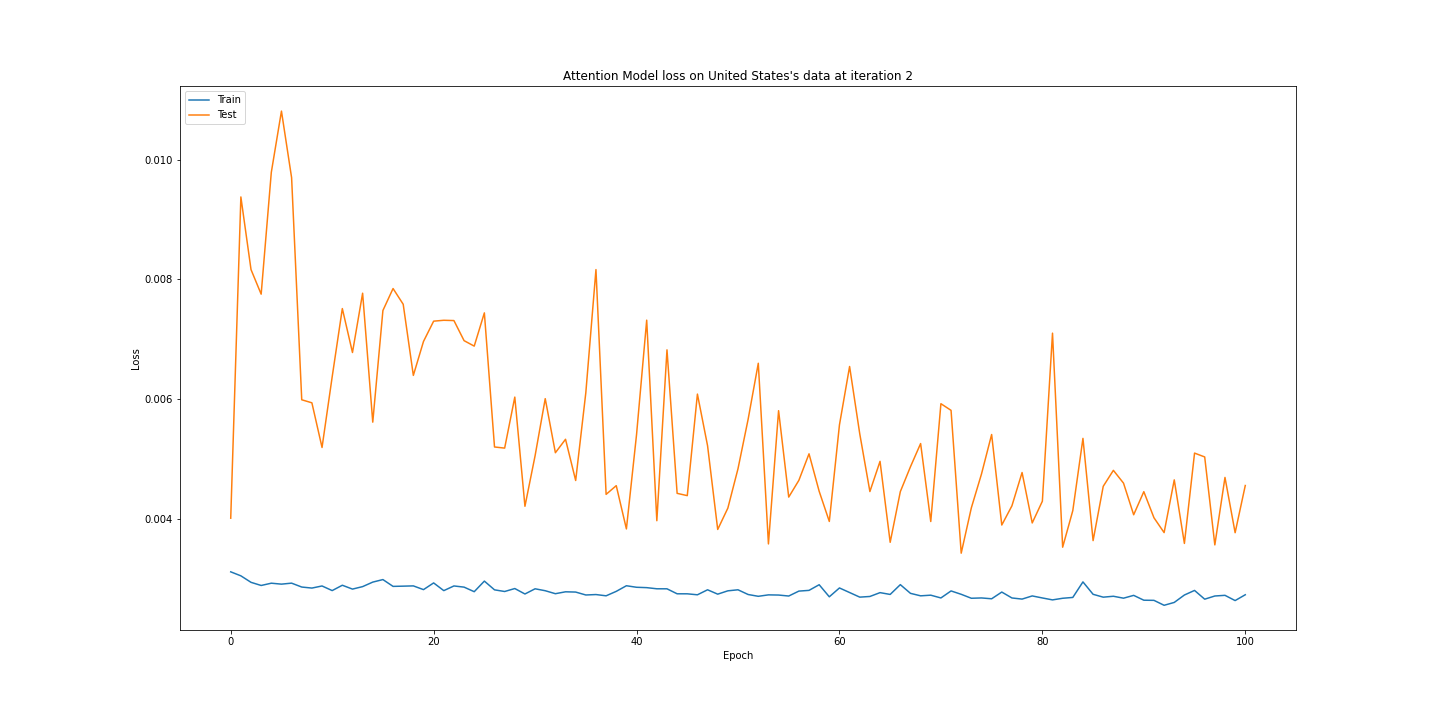 Attention Model loss on United States's data at iteration 2
Train
Test
0.010
0.008
0.006
0.004
Loss
0 20 40 60 80 100
Epoch